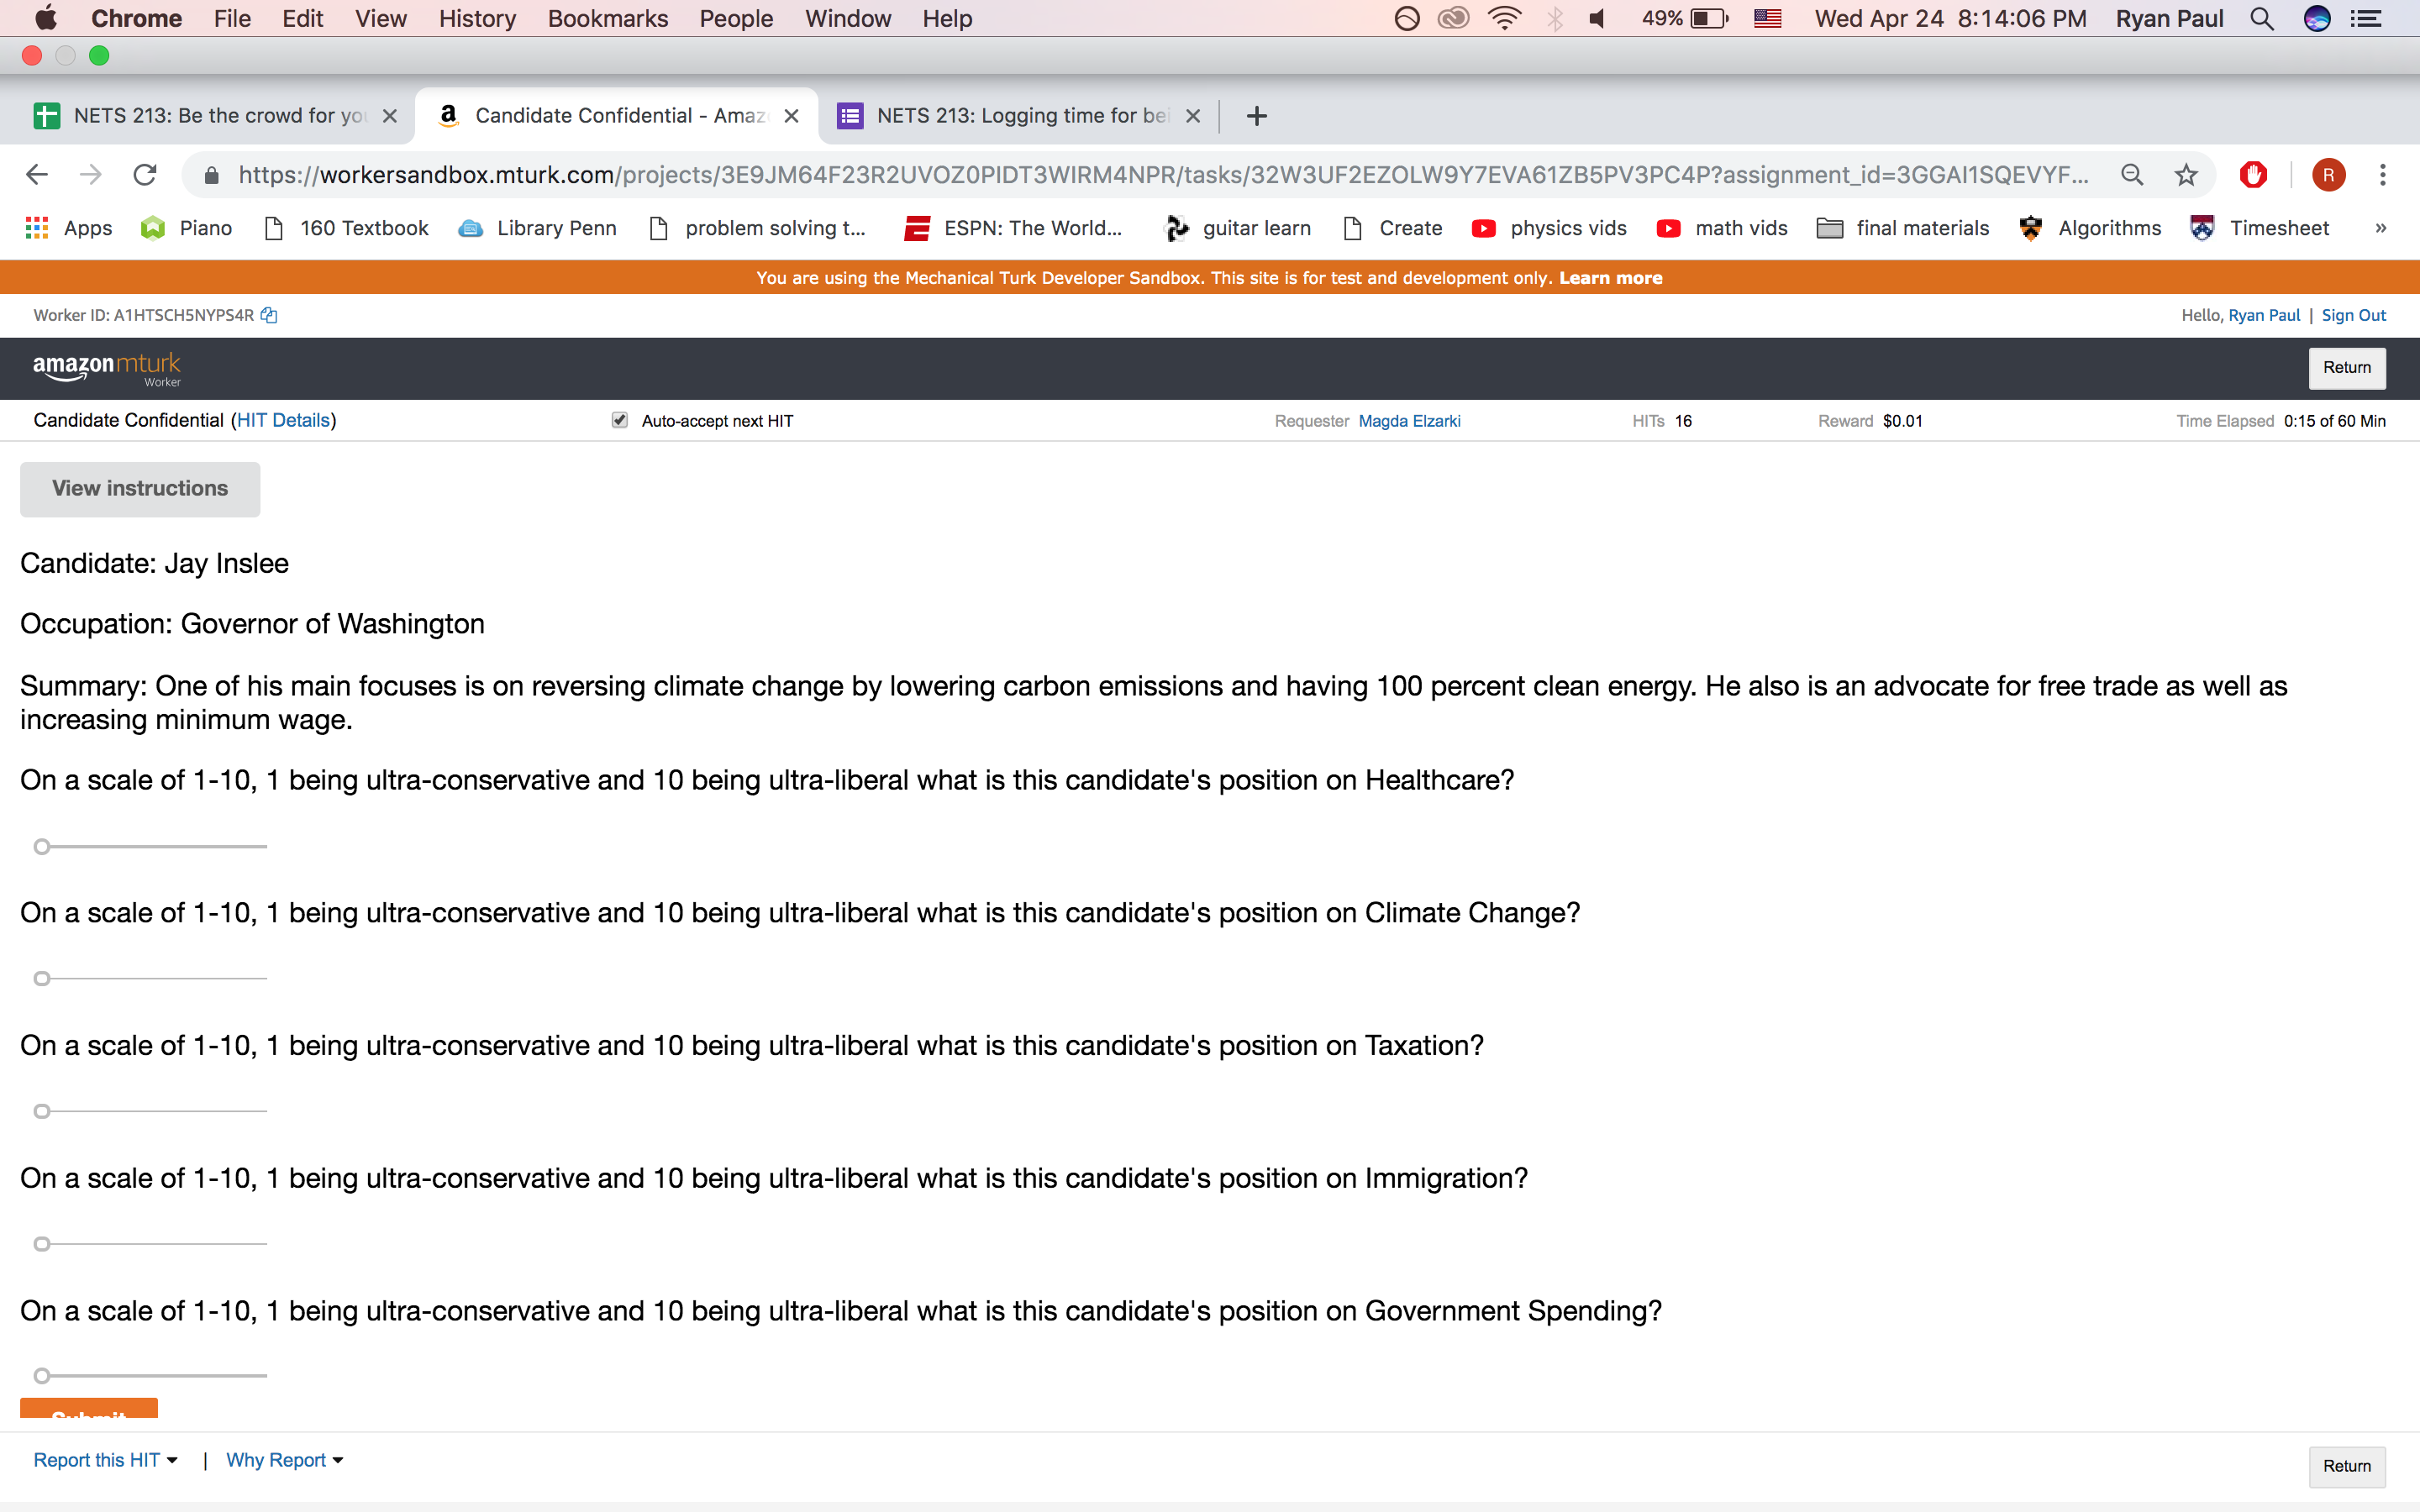 Chrome File Edit View History Bookmarks People Window Help 49% Wed Apr 24 8:14:06 PM Ryan Paul
NETS 213: Be the crowd for you Candidate Confidential - Amaz NETS 213: Logging time for bei
https://workersandbox.mturk.com/projects/3E9JM64F23R2UVOZ0PIDT3WIRM4NPR/tasks/32W3UF2EZOLW9Y7EVA61ZB5PV3PC4P?assignment_id=3GGAI1SQEVYF... R
Apps Piano 160 Textbook Library Penn problem solving t... ESPN: The World... guitar learn Create physics vids math vids final materials Algorithms Timesheet »
You are using the Mechanical Turk Developer Sandbox. This site is for test and development only. Learn more
Worker ID: A1HTSCH5NYPS4R Hello, Ryan Paul | Sign Out
amazonmturk Return
Worker
Candidate Confidential (HIT Details) Auto-accept next HIT Requester Magda Elzarki HITs 16 Reward $0.01 Time Elapsed 0:15 of 60 Min
View instructions
Candidate: Jay Inslee
Occupation: Governor of Washington
Summary: One of his main focuses is on reversing climate change by lowering carbon emissions and having 100 percent clean energy. He also is an advocate for free trade as well as
increasing minimum wage.
On a scale of 1-10, 1 being ultra-conservative and 10 being ultra-liberal what is this candidate's position on Healthcare?
On a scale of 1-10, 1 being ultra-conservative and 10 being ultra-liberal what is this candidate's position on Climate Change?
On a scale of 1-10, 1 being ultra-conservative and 10 being ultra-liberal what is this candidate's position on Taxation?
On a scale of 1-10, 1 being ultra-conservative and 10 being ultra-liberal what is this candidate's position on Immigration?
On a scale of 1-10, 1 being ultra-conservative and 10 being ultra-liberal what is this candidate's position on Government Spending?
Submit
Report this HIT | Why Report Return